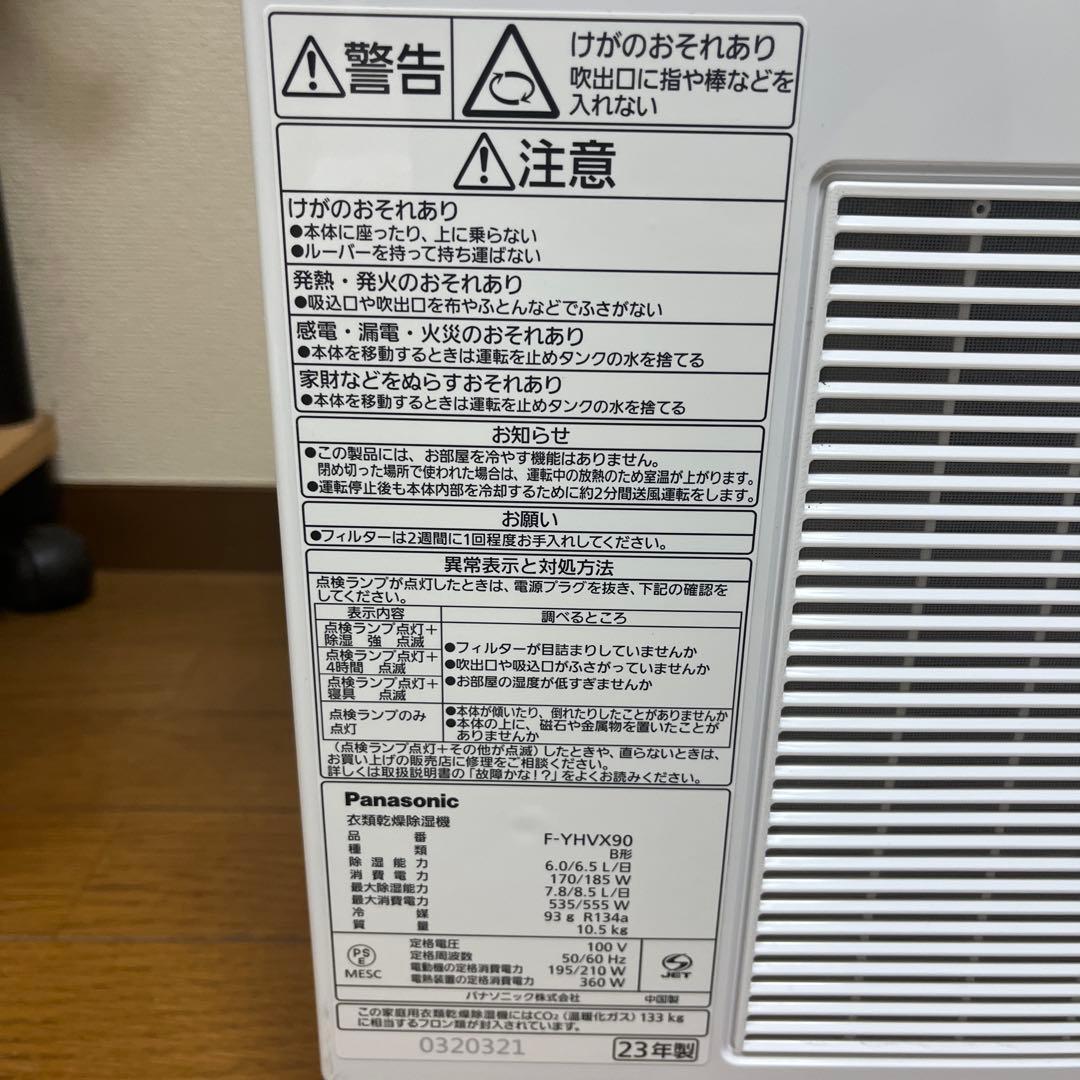 警告
けがのおそれあり
吹出口に指や棒などを
入れない
注意
けがのおそれあり
●本体に座ったり、上に乗らない
●ルーバーを持って持ち運ばない
発熱・発火のおそれあり
●吸込口や吹出口を布やふとんなどでふさがない
感電・漏電・火災のおそれあり
●本体を移動するときは運転を止めタンクの水を捨てる
家財などをぬらすおそれあり
●本体を移動するときは運転を止めタンクの水を捨てる
お知らせ
●この製品には、お部屋を冷やす機能はありません。
閉め切った場所で使われた場合は、運転中の放熱のため室温が上がります。
●運転停止後も本体内部を冷却するために約2分間送風運転をします。
お願い
●フィルターは2週間に1回程度お手入れしてください。
異常表示と対処方法
点検ランプが点灯したときは、電源プラグを抜き、下記の確認を
してください。
表示内容 調べるところ
点検ランプ点灯+
除湿 強 点滅
点検ランプ点灯+
4時間 点滅
点検ランプ点灯+
寝具 点滅
●フィルターが目詰まりしていませんか
●吹出口や吸込口がふさがっていませんか
●お部屋の湿度が低すぎませんか
点検ランプのみ
点灯
●本体が傾いたり、倒れたりしたことがありませんか
●本体の上に、磁石や金属物を置いたことが
ありませんか
(点検ランプ点灯+その他が点滅)したときや、直らないときは、
お買い上げの販売店に修理をご相談ください。
詳しくは取扱説明書の「故障かな!?」をよくお読みください。
Panasonic
衣類乾燥除湿機
品番 F-YHVX90
種類 B形
除湿能力 6.0/6.5 L/日
消費電力 170/185 W
最大除湿能力 7.8/8.5 L/日
最大消費電力 535/555 W
冷媒 93 g R134a
質量 10.5 kg
PS
E
MESC
定格電圧 100 V
定格周波数 50/60 Hz
電動機の定格消費電力 195/210 W
電熱装置の定格消費電力 360 W
JET
パナソニック株式会社 中国製
この家庭用衣類乾燥除湿機にはCO₂(温暖化ガス)133 kg
に相当するフロン類が封入されています。
0320321 23年製